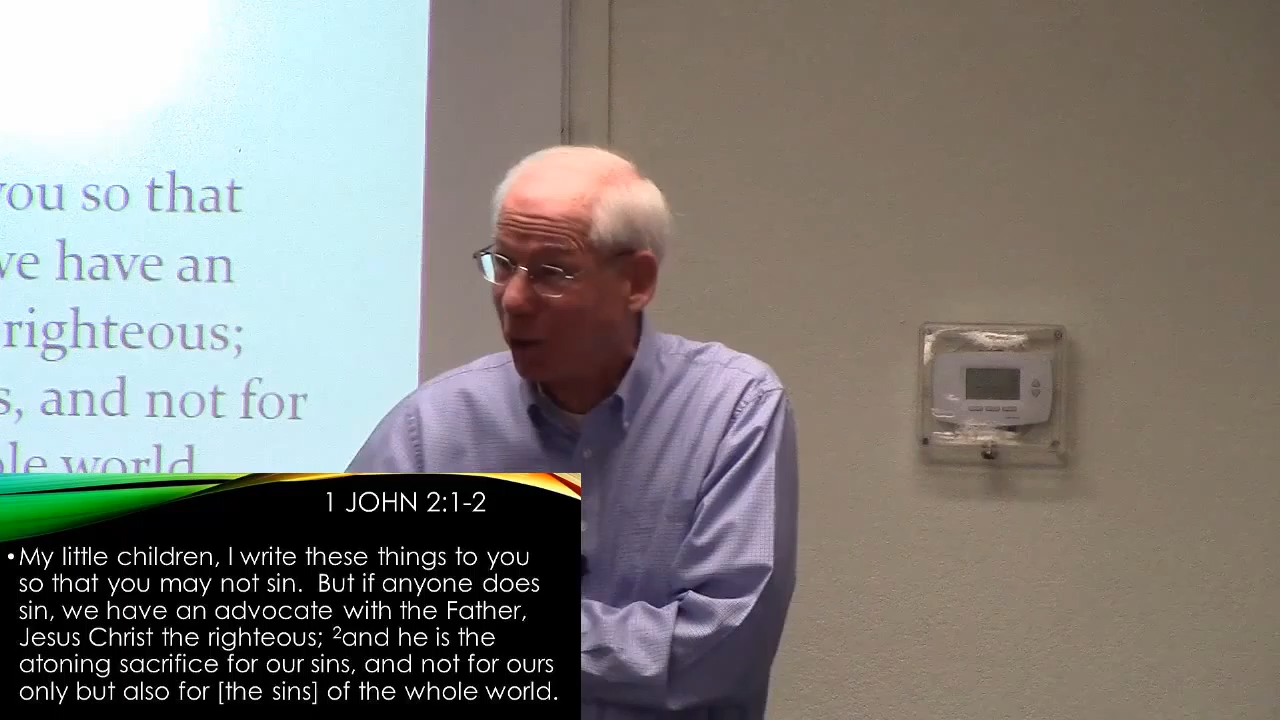 you so that
we have an
righteous;
s, and not for
ole world
1 JOHN 2:1-2
•My little children, I write these things to you
so that you may not sin. But if anyone does
sin, we have an advocate with the Father,
Jesus Christ the righteous; ²and he is the
atoning sacrifice for our sins, and not for ours
only but also for [the sins] of the whole world.